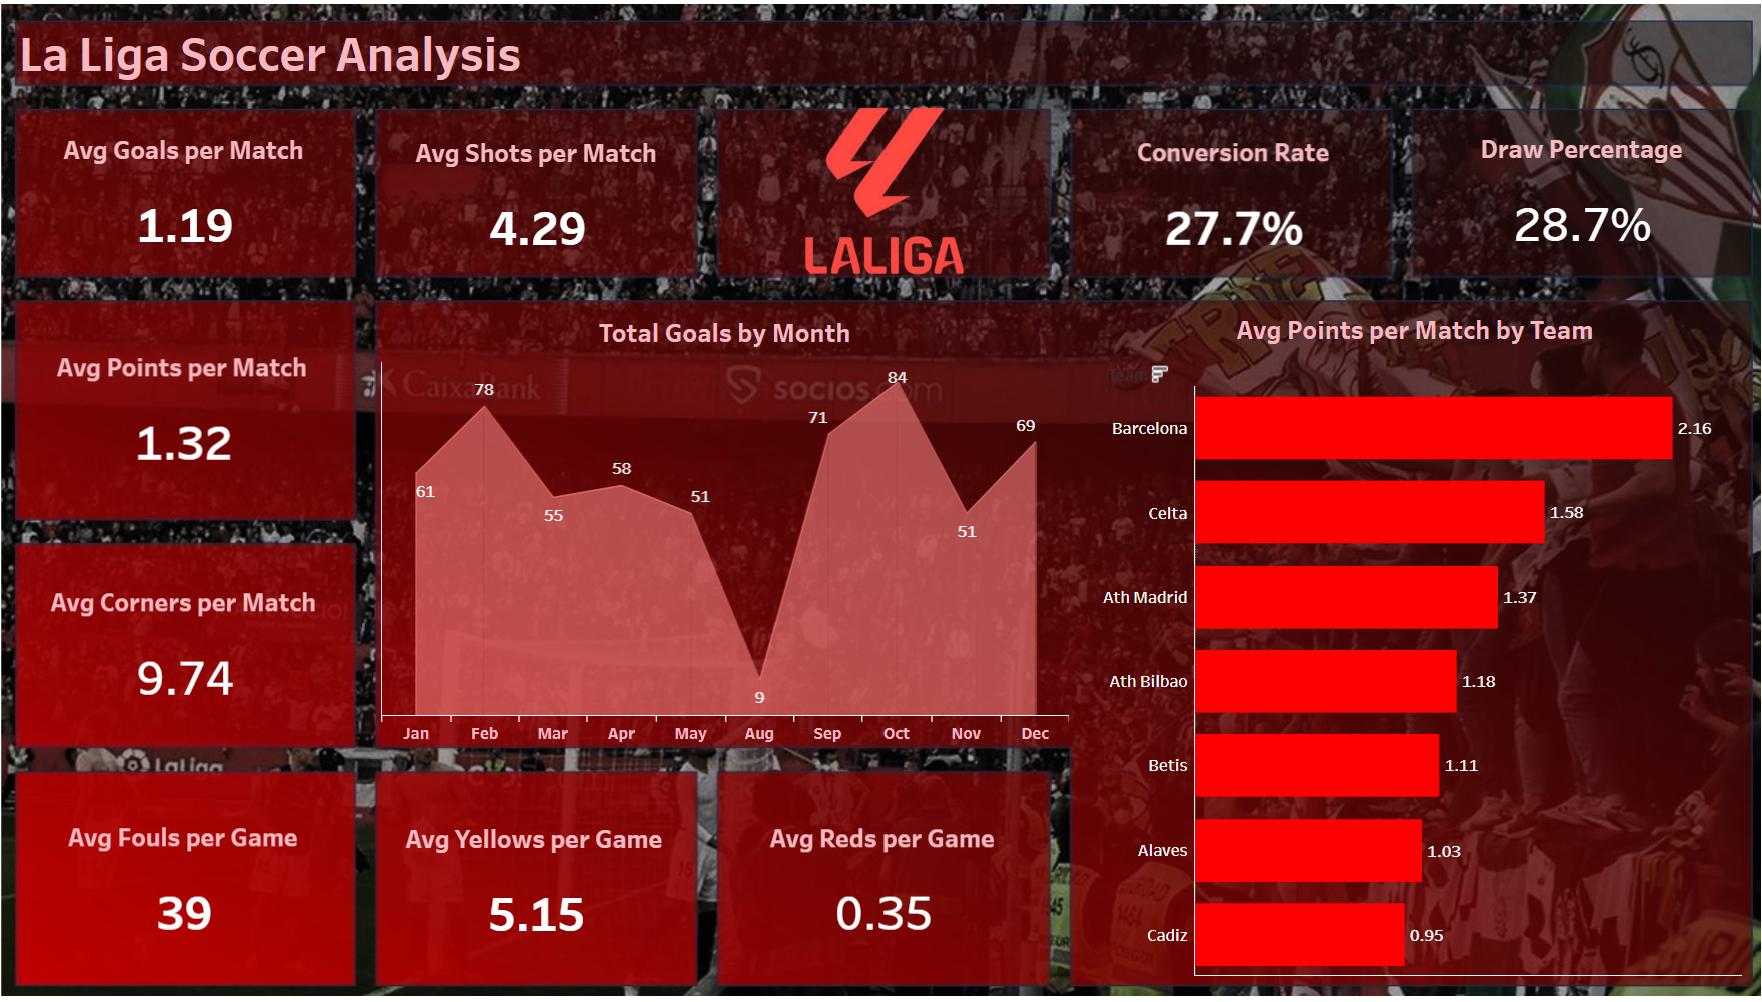 La Liga Soccer Analysis
Avg Goals per Match
1.19
Avg Shots per Match
4.29
LALIGA
Conversion Rate
27.7%
Draw Percentage
28.7%
Avg Points per Match
1.32
Avg Corners per Match
9.74
Total Goals by Month
CaixaBank
socios.com
61
78
55
58
51
9
71
84
51
69
Jan Feb Mar Apr May Aug Sep Oct Nov Dec
Avg Points per Match by Team
Team
Barcelona 2.16
Celta 1.58
Ath Madrid 1.37
Ath Bilbao 1.18
Betis 1.11
Alaves 1.03
Cadiz 0.95
LaLiga
Avg Fouls per Game
39
Avg Yellows per Game
5.15
Avg Reds per Game
0.35